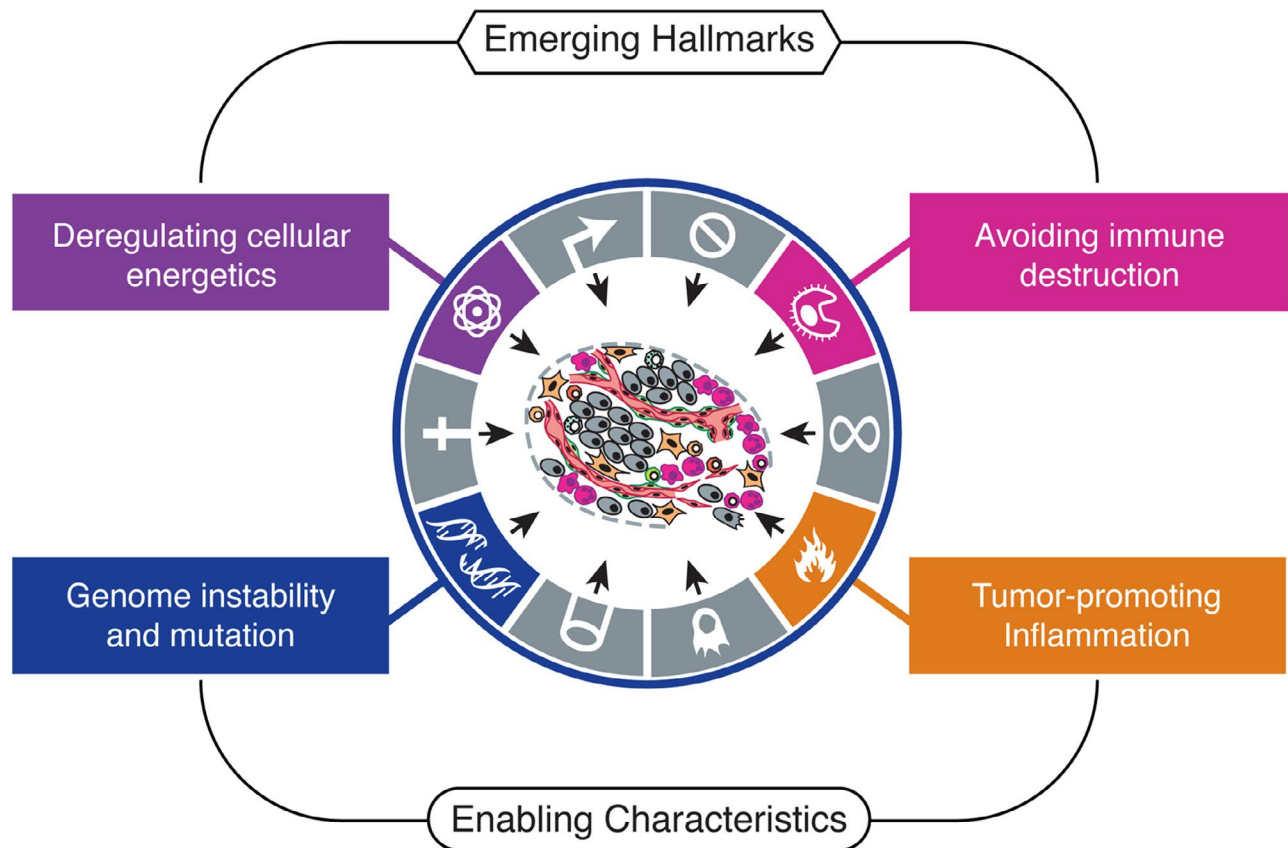 Emerging Hallmarks
Deregulating cellular
energetics
Avoiding immune
destruction
Genome instability
and mutation
Tumor-promoting
Inflammation
Enabling Characteristics